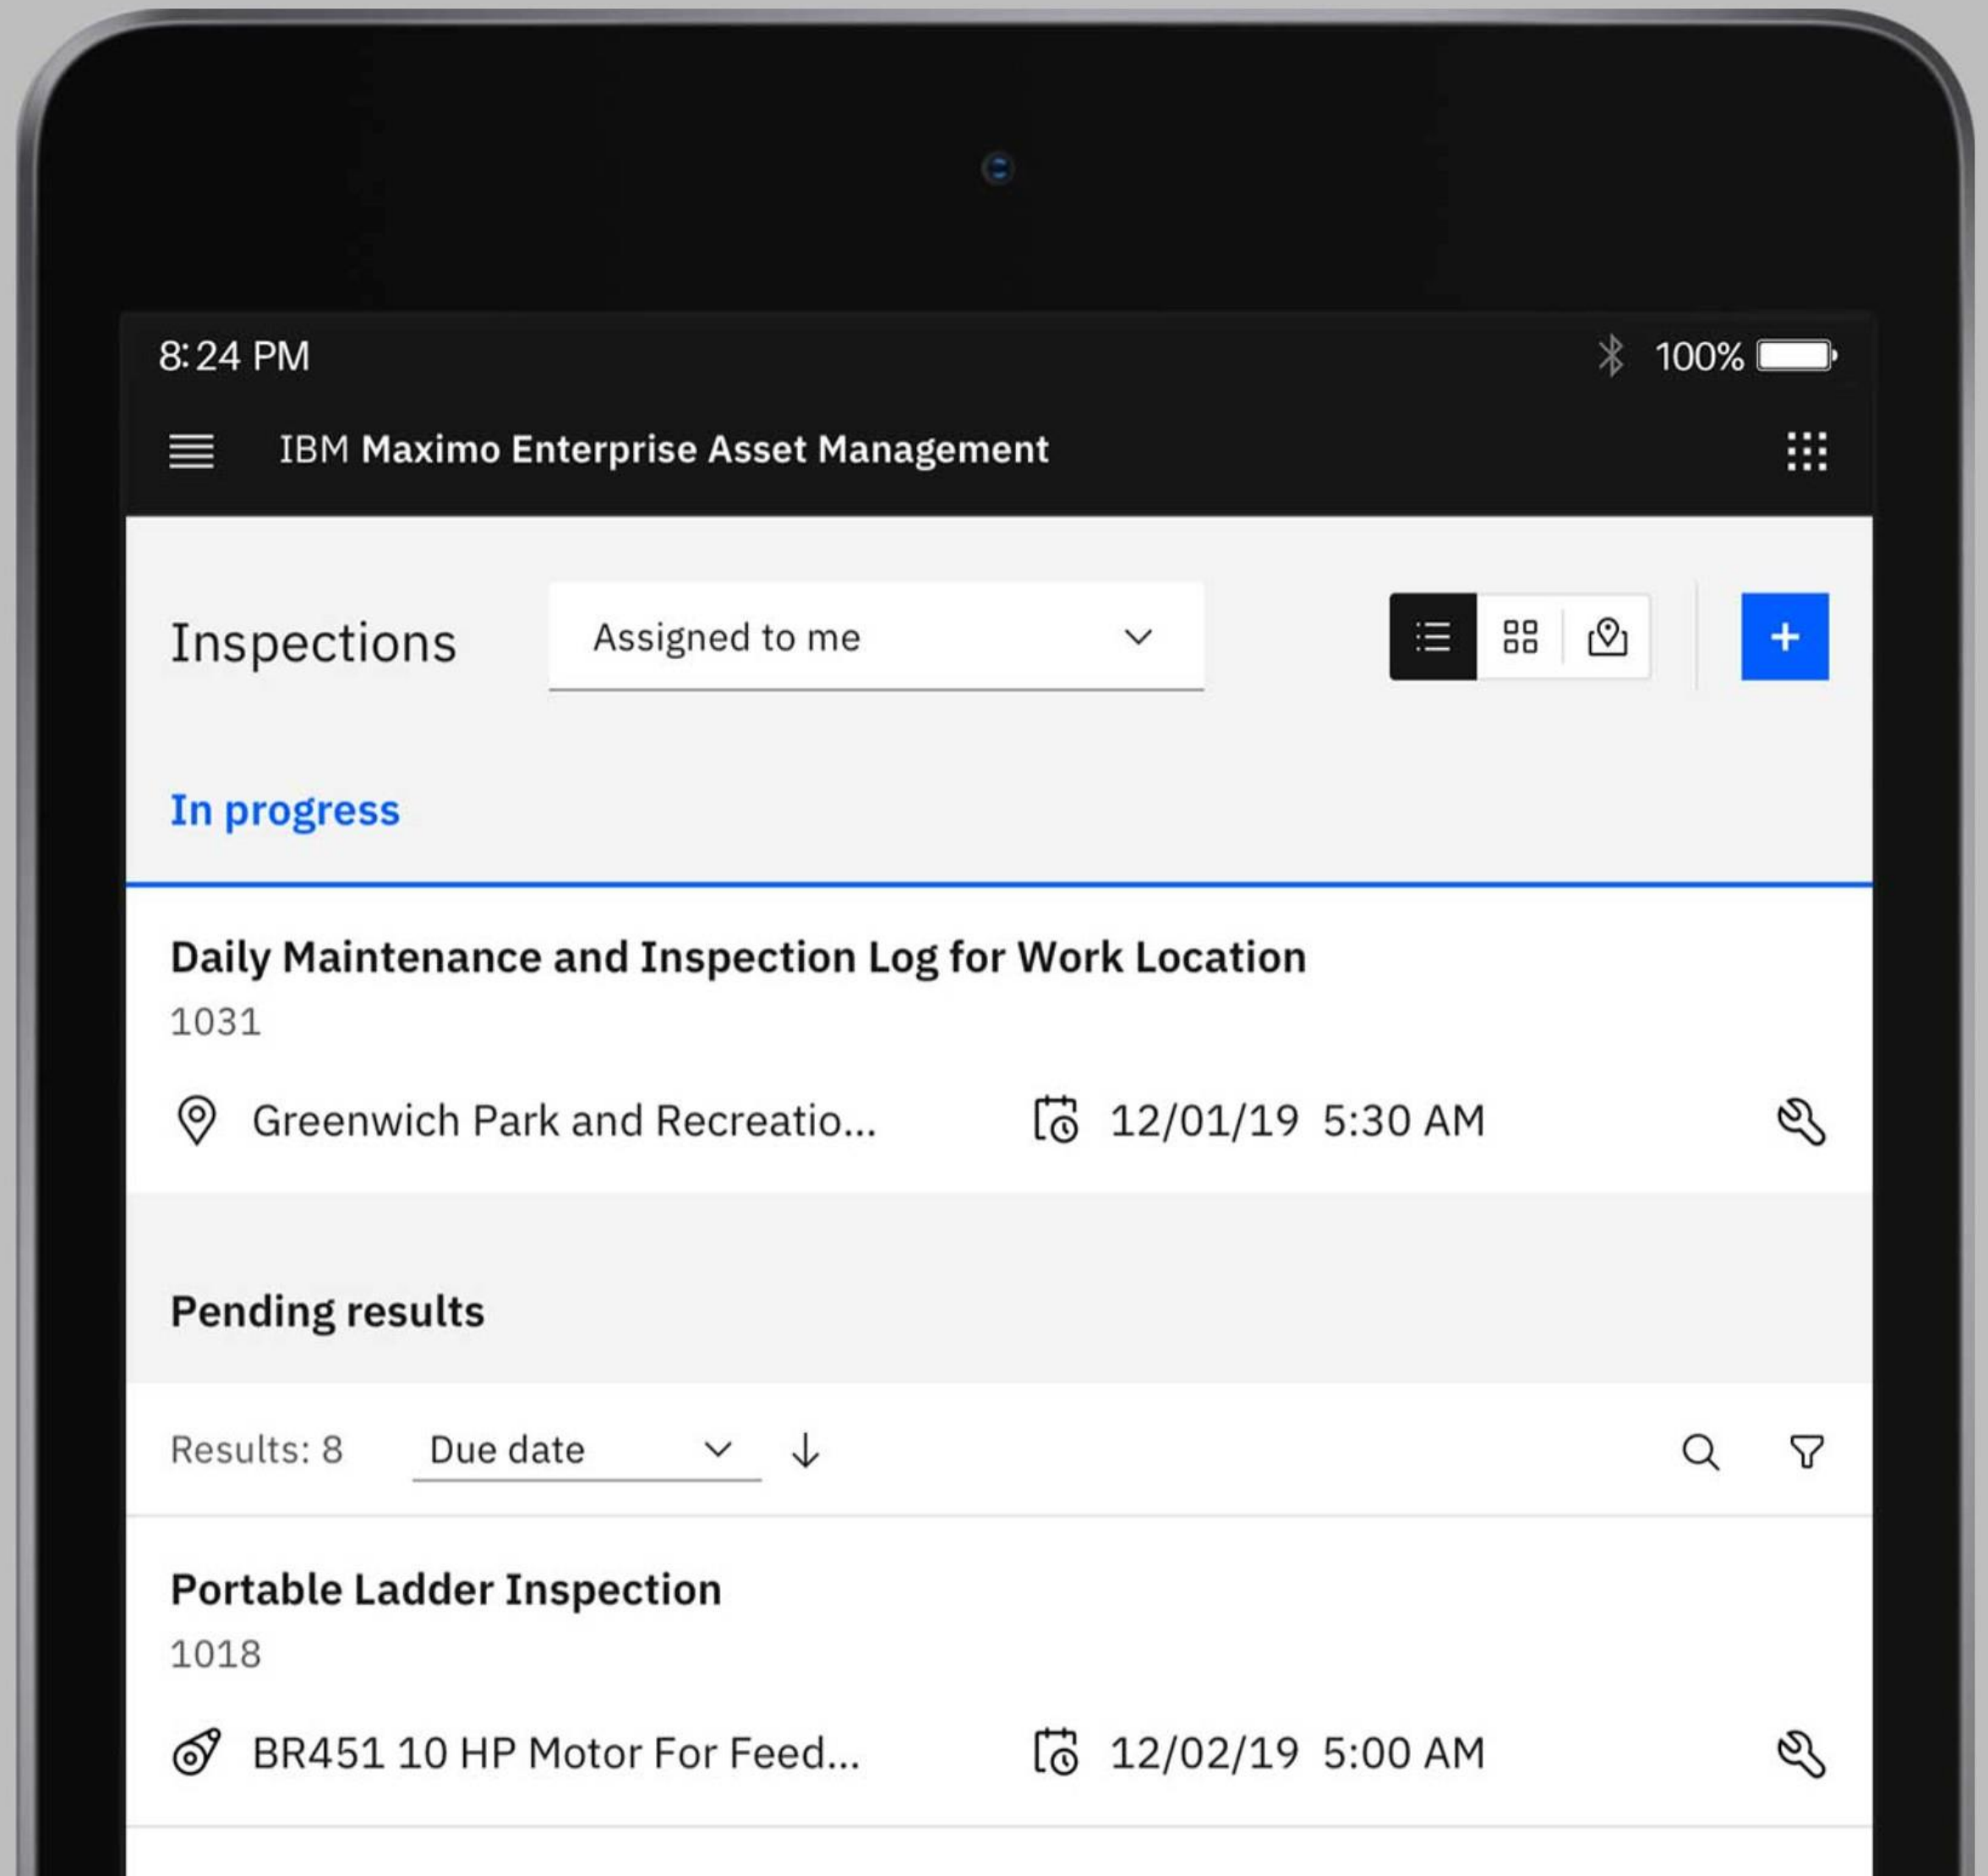 8:24 PM 100%
IBM Maximo Enterprise Asset Management
Inspections Assigned to me
In progress
Daily Maintenance and Inspection Log for Work Location
1031
Greenwich Park and Recreatio... 12/01/19 5:30 AM
Pending results
Results: 8 Due date
Portable Ladder Inspection
1018
BR451 10 HP Motor For Feed... 12/02/19 5:00 AM